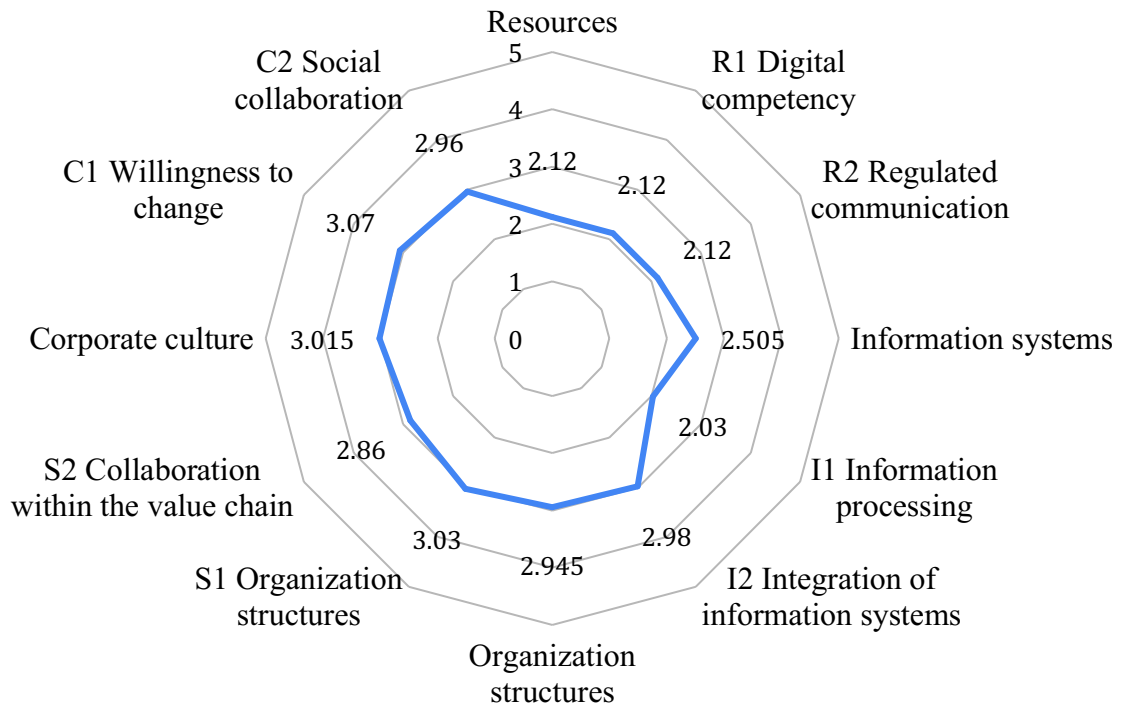 Resources
C2 Social
collaboration
R1 Digital
competency
5
4
3
2
1
0
2.96
2.12
2.12
C1 Willingness to
change
R2 Regulated
communication
3.07
2.12
Corporate culture
3.015
2.505
Information systems
S2 Collaboration
within the value chain
2.86
2.03
I1 Information
processing
S1 Organization
structures
3.03
2.945
2.98
I2 Integration of
information systems
Organization
structures